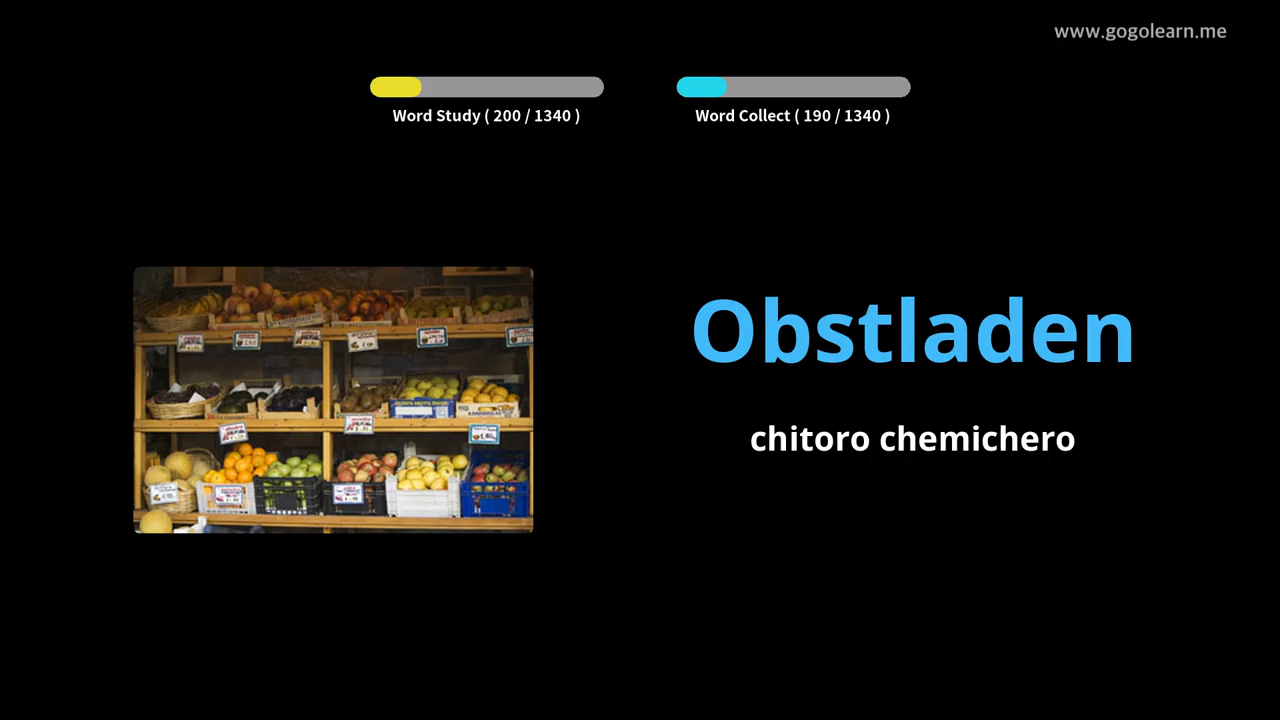 www.gogolearn.me
Word Study ( 200 / 1340 )
Word Collect ( 190 / 1340 )
Obstladen
chitoro chemichero